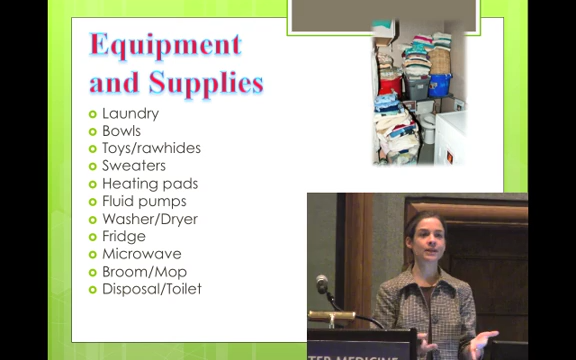 Equipment
and Supplies
Laundry
Bowls
Toys/rawhides
Sweaters
Heating pads
Fluid pumps
Washer/Dryer
Fridge
Microwave
Broom/Mop
Disposal/Toilet
TER MEDICINE